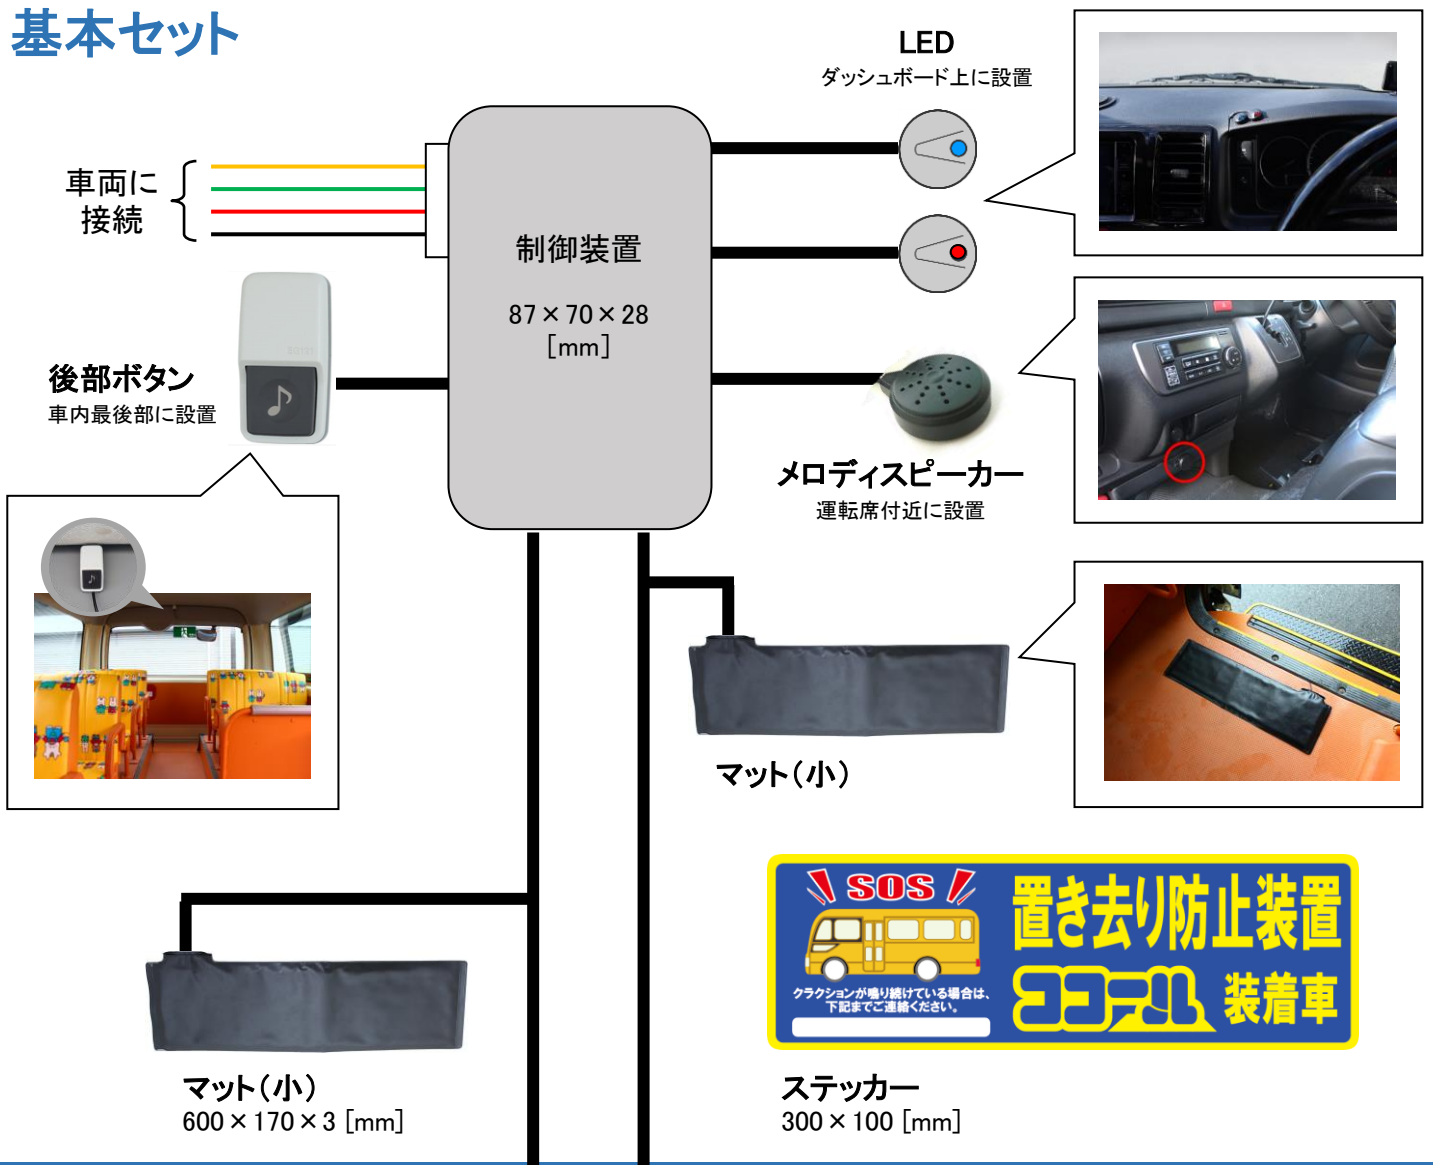 基本セット
LED
ダッシュボード上に設置
車両に
接続
制御装置
87×70×28
[mm]
後部ボタン
車内最後部に設置
メロディスピーカー
運転席付近に設置
マット(小)
SOS
置き去り防止装置
クラクションが鳴り続けている場合は、
下記までご連絡ください。
ココテル 装着車
マット(小)
600×170×3 [mm]
ステッカー
300×100 [mm]